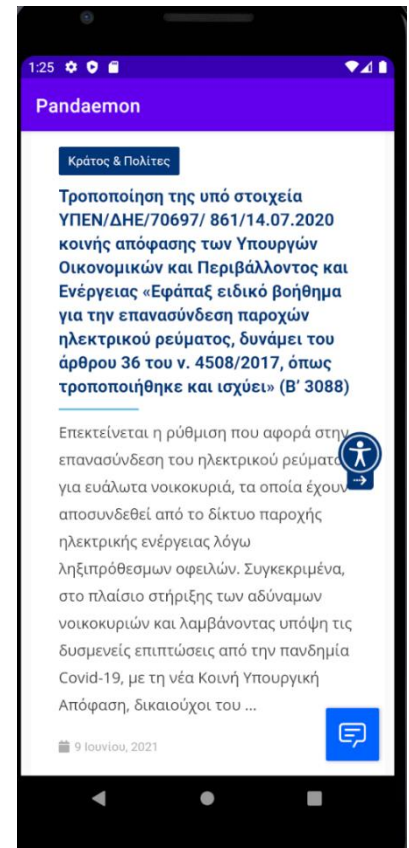 1:25
Pandaemon
Κράτος & Πολίτες
Τροποποίηση της υπό στοιχεία
ΥΠΕΝ/ΔΗΕ/70697/ 861/14.07.2020
κοινής απόφασης των Υπουργών
Οικονομικών και Περιβάλλοντος και
Ενέργειας «Εφάπαξ ειδικό βοήθημα
για την επανασύνδεση παροχών
ηλεκτρικού ρεύματος, δυνάμει του
άρθρου 36 του ν. 4508/2017, όπως
τροποποιήθηκε και ισχύει» (Β’ 3088)
Επεκτείνεται η ρύθμιση που αφορά στην
επανασύνδεση του ηλεκτρικού ρεύματ
για ευάλωτα νοικοκυριά, τα οποία έχουν
αποσυνδεθεί από το δίκτυο παροχής
ηλεκτρικής ενέργειας λόγω
ληξιπρόθεσμων οφειλών. Συγκεκριμένα,
στο πλαίσιο στήριξης των αδύναμων
νοικοκυριών και λαμβάνοντας υπόψη τις
δυσμενείς επιπτώσεις από την πανδημία
Covid-19, με τη νέα Κοινή Υπουργική
Απόφαση, δικαιούχοι του ...
9 Ιουνίου, 2021